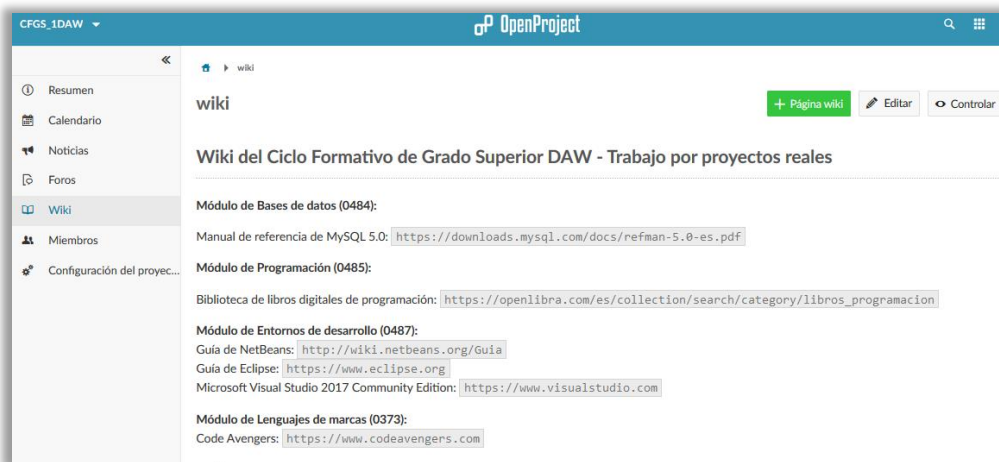 CFGS_1DAW
OpenProject
Resumen
Calendario
Noticias
Foros
Wiki
Miembros
Configuración del proyec...
wiki
wiki
+ Página wiki
Editar
Controlar
Wiki del Ciclo Formativo de Grado Superior DAW - Trabajo por proyectos reales
Módulo de Bases de datos (0484):
Manual de referencia de MySQL 5.0: https://downloads.mysql.com/docs/refman-5.0-es.pdf
Módulo de Programación (0485):
Biblioteca de libros digitales de programación: https://openlibra.com/es/collection/search/category/libros_programacion
Módulo de Entornos de desarrollo (0487):
Guía de NetBeans: http://wiki.netbeans.org/Guia
Guía de Eclipse: https://www.eclipse.org
Microsoft Visual Studio 2017 Community Edition: https://www.visualstudio.com
Módulo de Lenguajes de marcas (0373):
Code Avengers: https://www.codeavengers.com